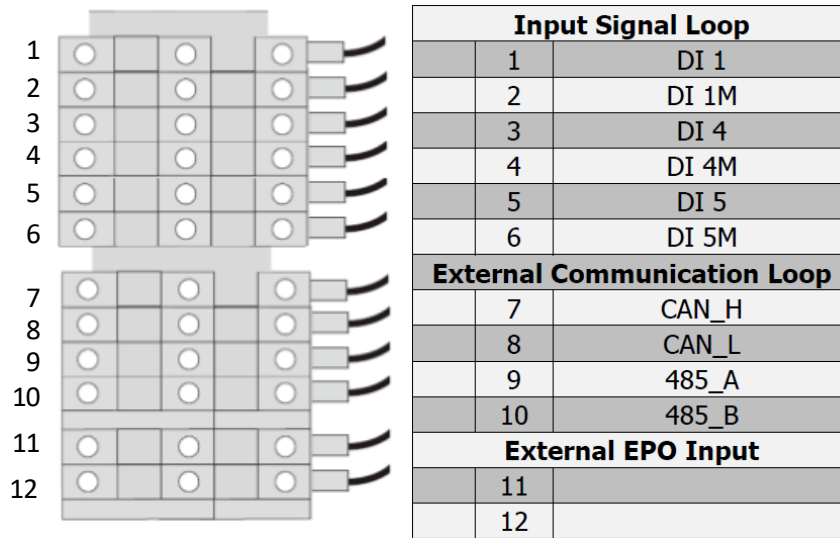 1
2
3
4
5
6
7
8
9
10
11
12
Input Signal Loop
1 DI 1
2 DI 1M
3 DI 4
4 DI 4M
5 DI 5
6 DI 5M
External Communication Loop
7 CAN_H
8 CAN_L
9 485_A
10 485_B
External EPO Input
11
12